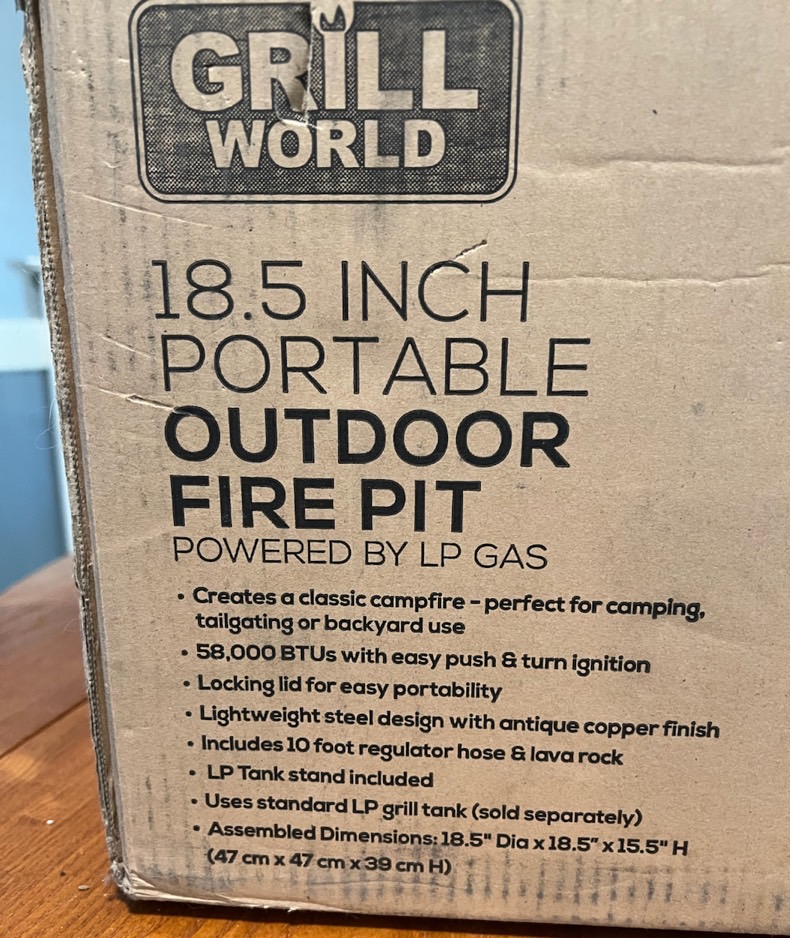 GRILL
WORLD
18.5 INCH
PORTABLE
OUTDOOR
FIRE PIT
POWERED BY LP GAS
• Creates a classic campfire – perfect for camping,
tailgating or backyard use
• 58,000 BTUs with easy push & turn ignition
• Locking lid for easy portability
• Lightweight steel design with antique copper finish
• Includes 10 foot regulator hose & lava rock
• LP Tank stand included
• Uses standard LP grill tank (sold separately)
• Assembled Dimensions: 18.5" Dia x 18.5" x 15.5" H
(47 cm x 47 cm x 39 cm H)